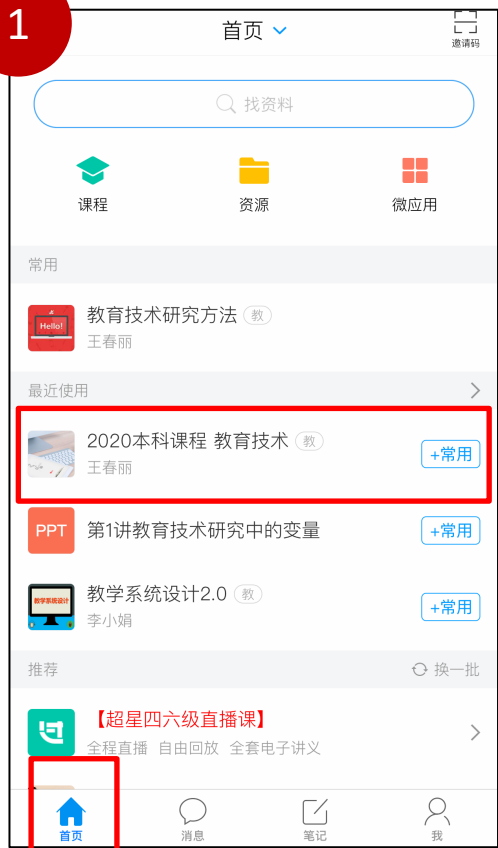 1
首页
邀请码
找资料
课程
资源
微应用
常用
Hello!
教育技术研究方法 教
王春丽
最近使用
2020本科课程 教育技术 教
王春丽
+常用
PPT
第1讲教育技术研究中的变量
+常用
教学系统设计
教学系统设计2.0 教
李小娟
+常用
推荐
换一批
【超星四六级直播课】
全程直播 自由回放 全套电子讲义
首页
消息
笔记
我